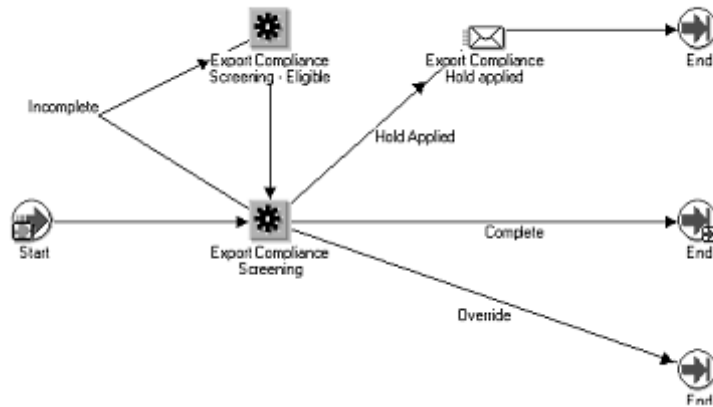 Export Compliance
Screening - Eligible
Export Compliance
Hold applied
End
Incomplete
Hold Applied
Start
Export Compliance
Screening
Complete
End
Override
End